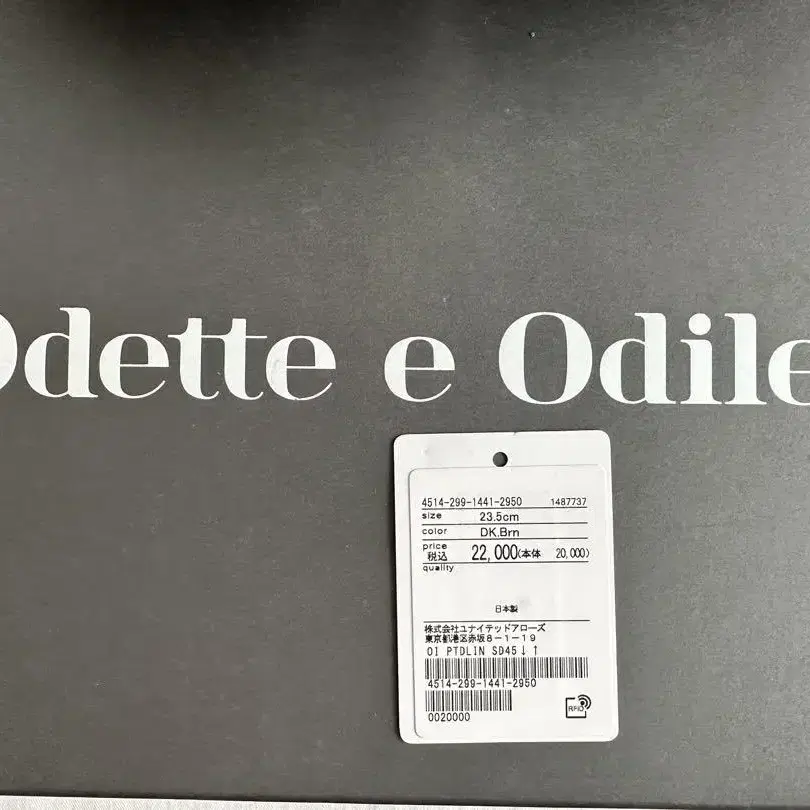 Odette e Odile
4514-299-1441-2950 1487737
size 23.5cm
color DK.Brn
price
税込 22,000(本体 20,000)
quality
日本製
株式会社ユナイテッドアローズ
東京都港区赤坂8-1-19
OI PTDLIN SD45↓↑
4514-299-1441-2950
0020000
RFID